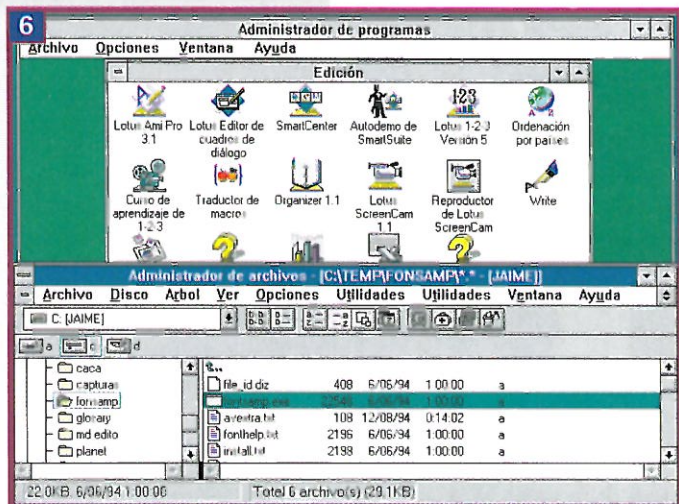 6
Administrador de programas
Archivo Opciones Ventana Ayuda
Edición
Lotus Ami Pro 3.1
Lotus Editor de cuadros de diálogo
SmartCenter
Autodemo de SmartSuite
Lotus 1-2-3 Versión 5
Ordenación por países
Curso de aprendizaje de 1-2-3
Traductor de macros
Organizer 1.1
Lotus ScreenCam 1.1
Reproductor de Lotus ScreenCam
Write
Administrador de archivos - [C:\TEMP\FONSAMP\*.* - [JAIME]]
Archivo Disco Arbol Ver Opciones Utilidades Utilidades Ventana Ayuda
C: [JAIME]
a c d
caca
capturas
fonsamp
md edito
planet
file_id.diz 408 6/06/94 1:00:00 a
fontsamp.exe 22546 6/06/94 1:00:00 a
108 12/08/94 0:14:02 a
fonthelp.txt 2196 6/06/94 1:00:00 a
install.txt 2198 6/06/94 1:00:00 a
22,0KB, 6/06/94 1:00:00
Total 6 archivo(s) (29,1KB)